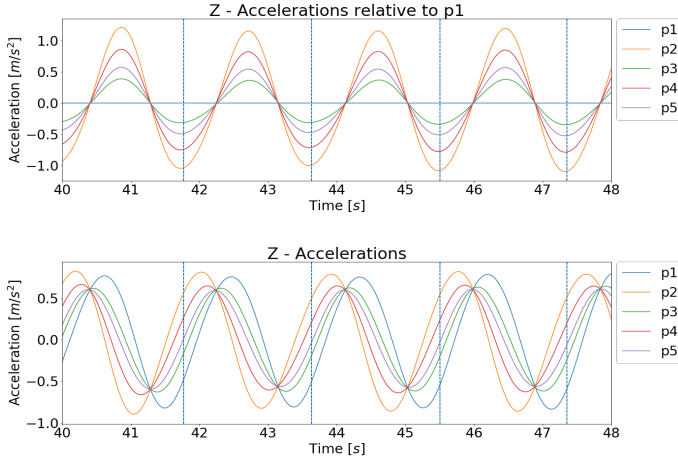 Z - Accelerations relative to p1
Acceleration [m/s²]
1.0
0.5
0.0
−0.5
−1.0
40 41 42 43 44 45 46 47 48
Time [s]
p1
p2
p3
p4
p5
Z - Accelerations
Acceleration [m/s²]
0.5
0.0
−0.5
−1.0
40 41 42 43 44 45 46 47 48
Time [s]
p1
p2
p3
p4
p5